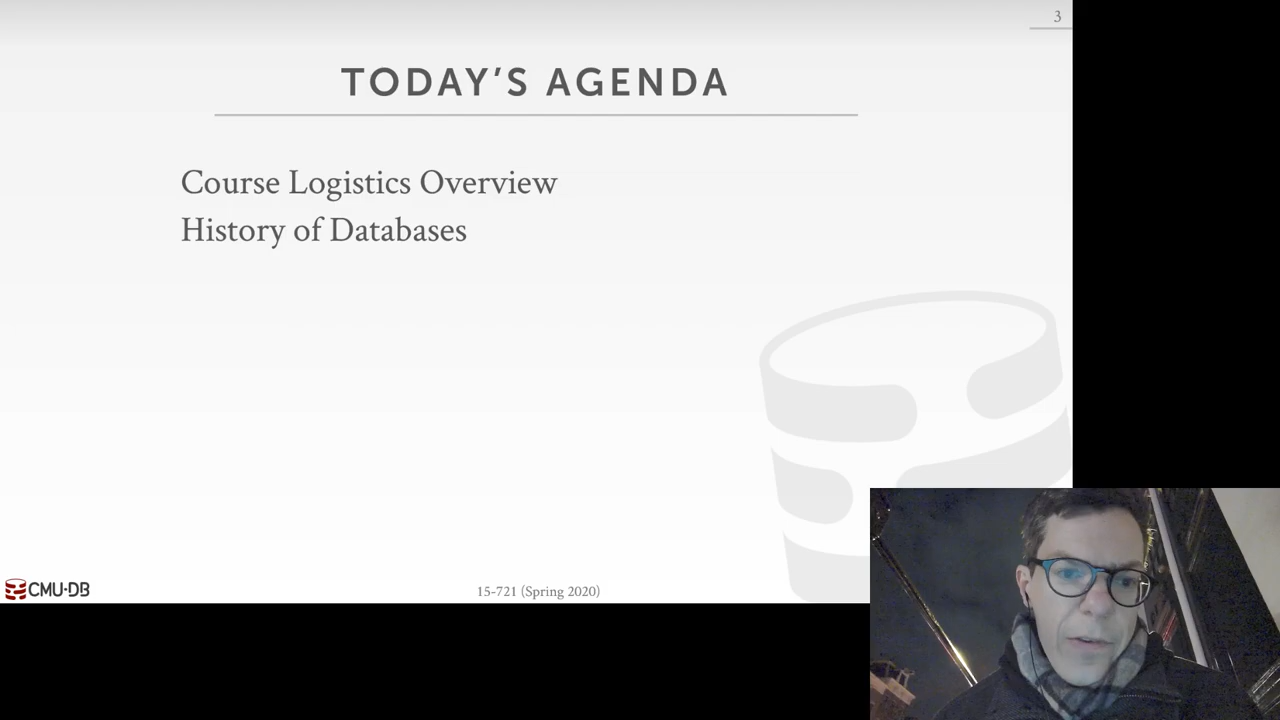 3
TODAY'S AGENDA
Course Logistics Overview
History of Databases
CMU·DB
15-721 (Spring 2020)